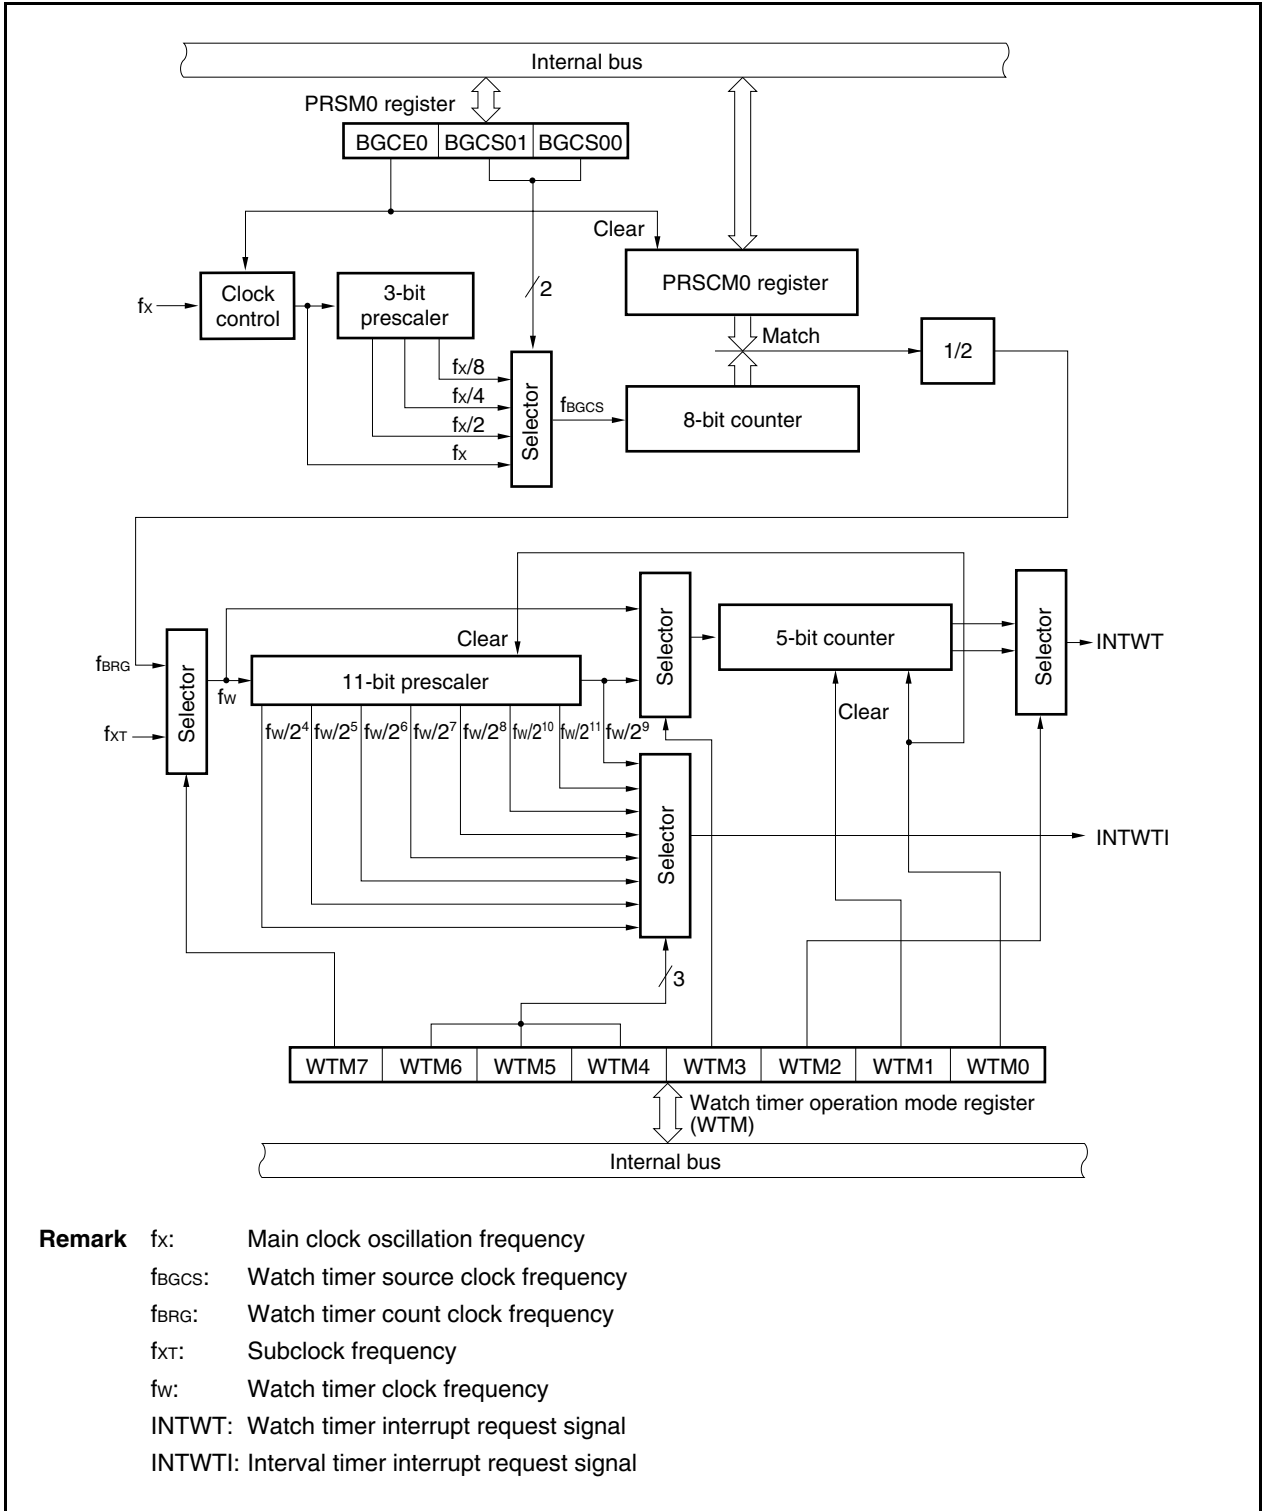 Internal bus
PRSM0 register
BGCE0 BGCS01 BGCS00
Clear
PRSCM0 register
2
fX
Clock control
3-bit prescaler
Match
1/2
fX/8
fX/4
fX/2
fX
Selector
fBGCS
8-bit counter
Clear
Selector
5-bit counter
Selector
INTWT
fBRG
fXT
Selector
fW
11-bit prescaler
Clear
fW/2⁴ fW/2⁵ fW/2⁶ fW/2⁷ fW/2⁸ fW/2¹⁰ fW/2¹¹ fW/2⁹
Selector
INTWTI
3
WTM7 WTM6 WTM5 WTM4 WTM3 WTM2 WTM1 WTM0
Watch timer operation mode register
(WTM)
Internal bus
Remark fX: Main clock oscillation frequency
fBGCS: Watch timer source clock frequency
fBRG: Watch timer count clock frequency
fXT: Subclock frequency
fW: Watch timer clock frequency
INTWT: Watch timer interrupt request signal
INTWTI: Interval timer interrupt request signal